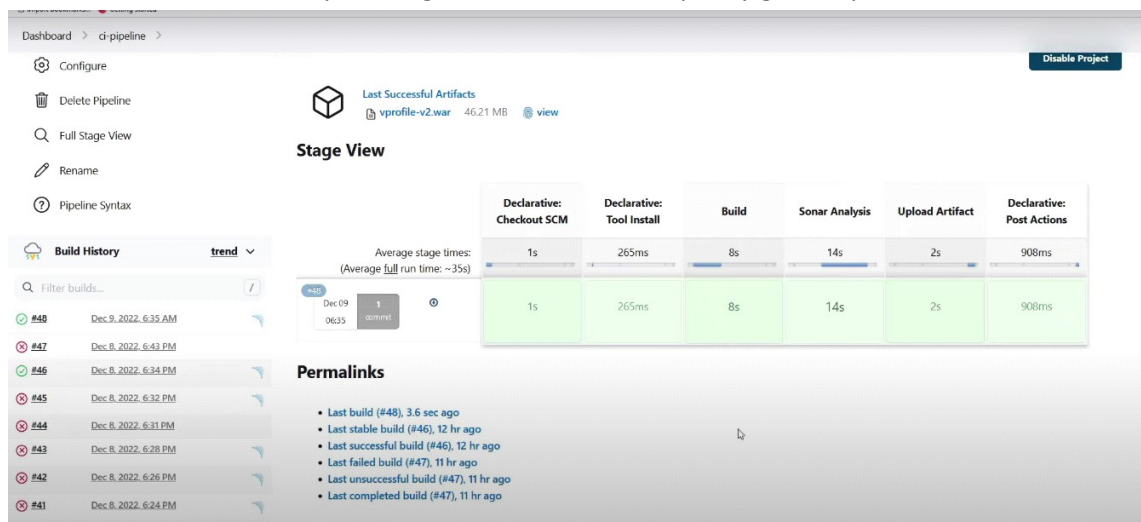 Dashboard > ci-pipeline >
Configure
Delete Pipeline
Full Stage View
Rename
Pipeline Syntax
Build History trend
Filter builds... /
#48 Dec 9, 2022, 6:35 AM
#47 Dec 8, 2022, 6:43 PM
#46 Dec 8, 2022, 6:34 PM
#45 Dec 8, 2022, 6:32 PM
#44 Dec 8, 2022, 6:31 PM
#43 Dec 8, 2022, 6:28 PM
#42 Dec 8, 2022, 6:26 PM
#41 Dec 8, 2022, 6:24 PM
Disable Project
Last Successful Artifacts
vprofile-v2.war 46.21 MB view
Stage View
Declarative: Checkout SCM
Declarative: Tool Install
Build
Sonar Analysis
Upload Artifact
Declarative: Post Actions
Average stage times: 1s 265ms 8s 14s 2s 908ms
(Average full run time: ~35s)
#48
Dec 09 1
06:35 commit
1s 265ms 8s 14s 2s 908ms
Permalinks
• Last build (#48), 3.6 sec ago
• Last stable build (#46), 12 hr ago
• Last successful build (#46), 12 hr ago
• Last failed build (#47), 11 hr ago
• Last unsuccessful build (#47), 11 hr ago
• Last completed build (#47), 11 hr ago